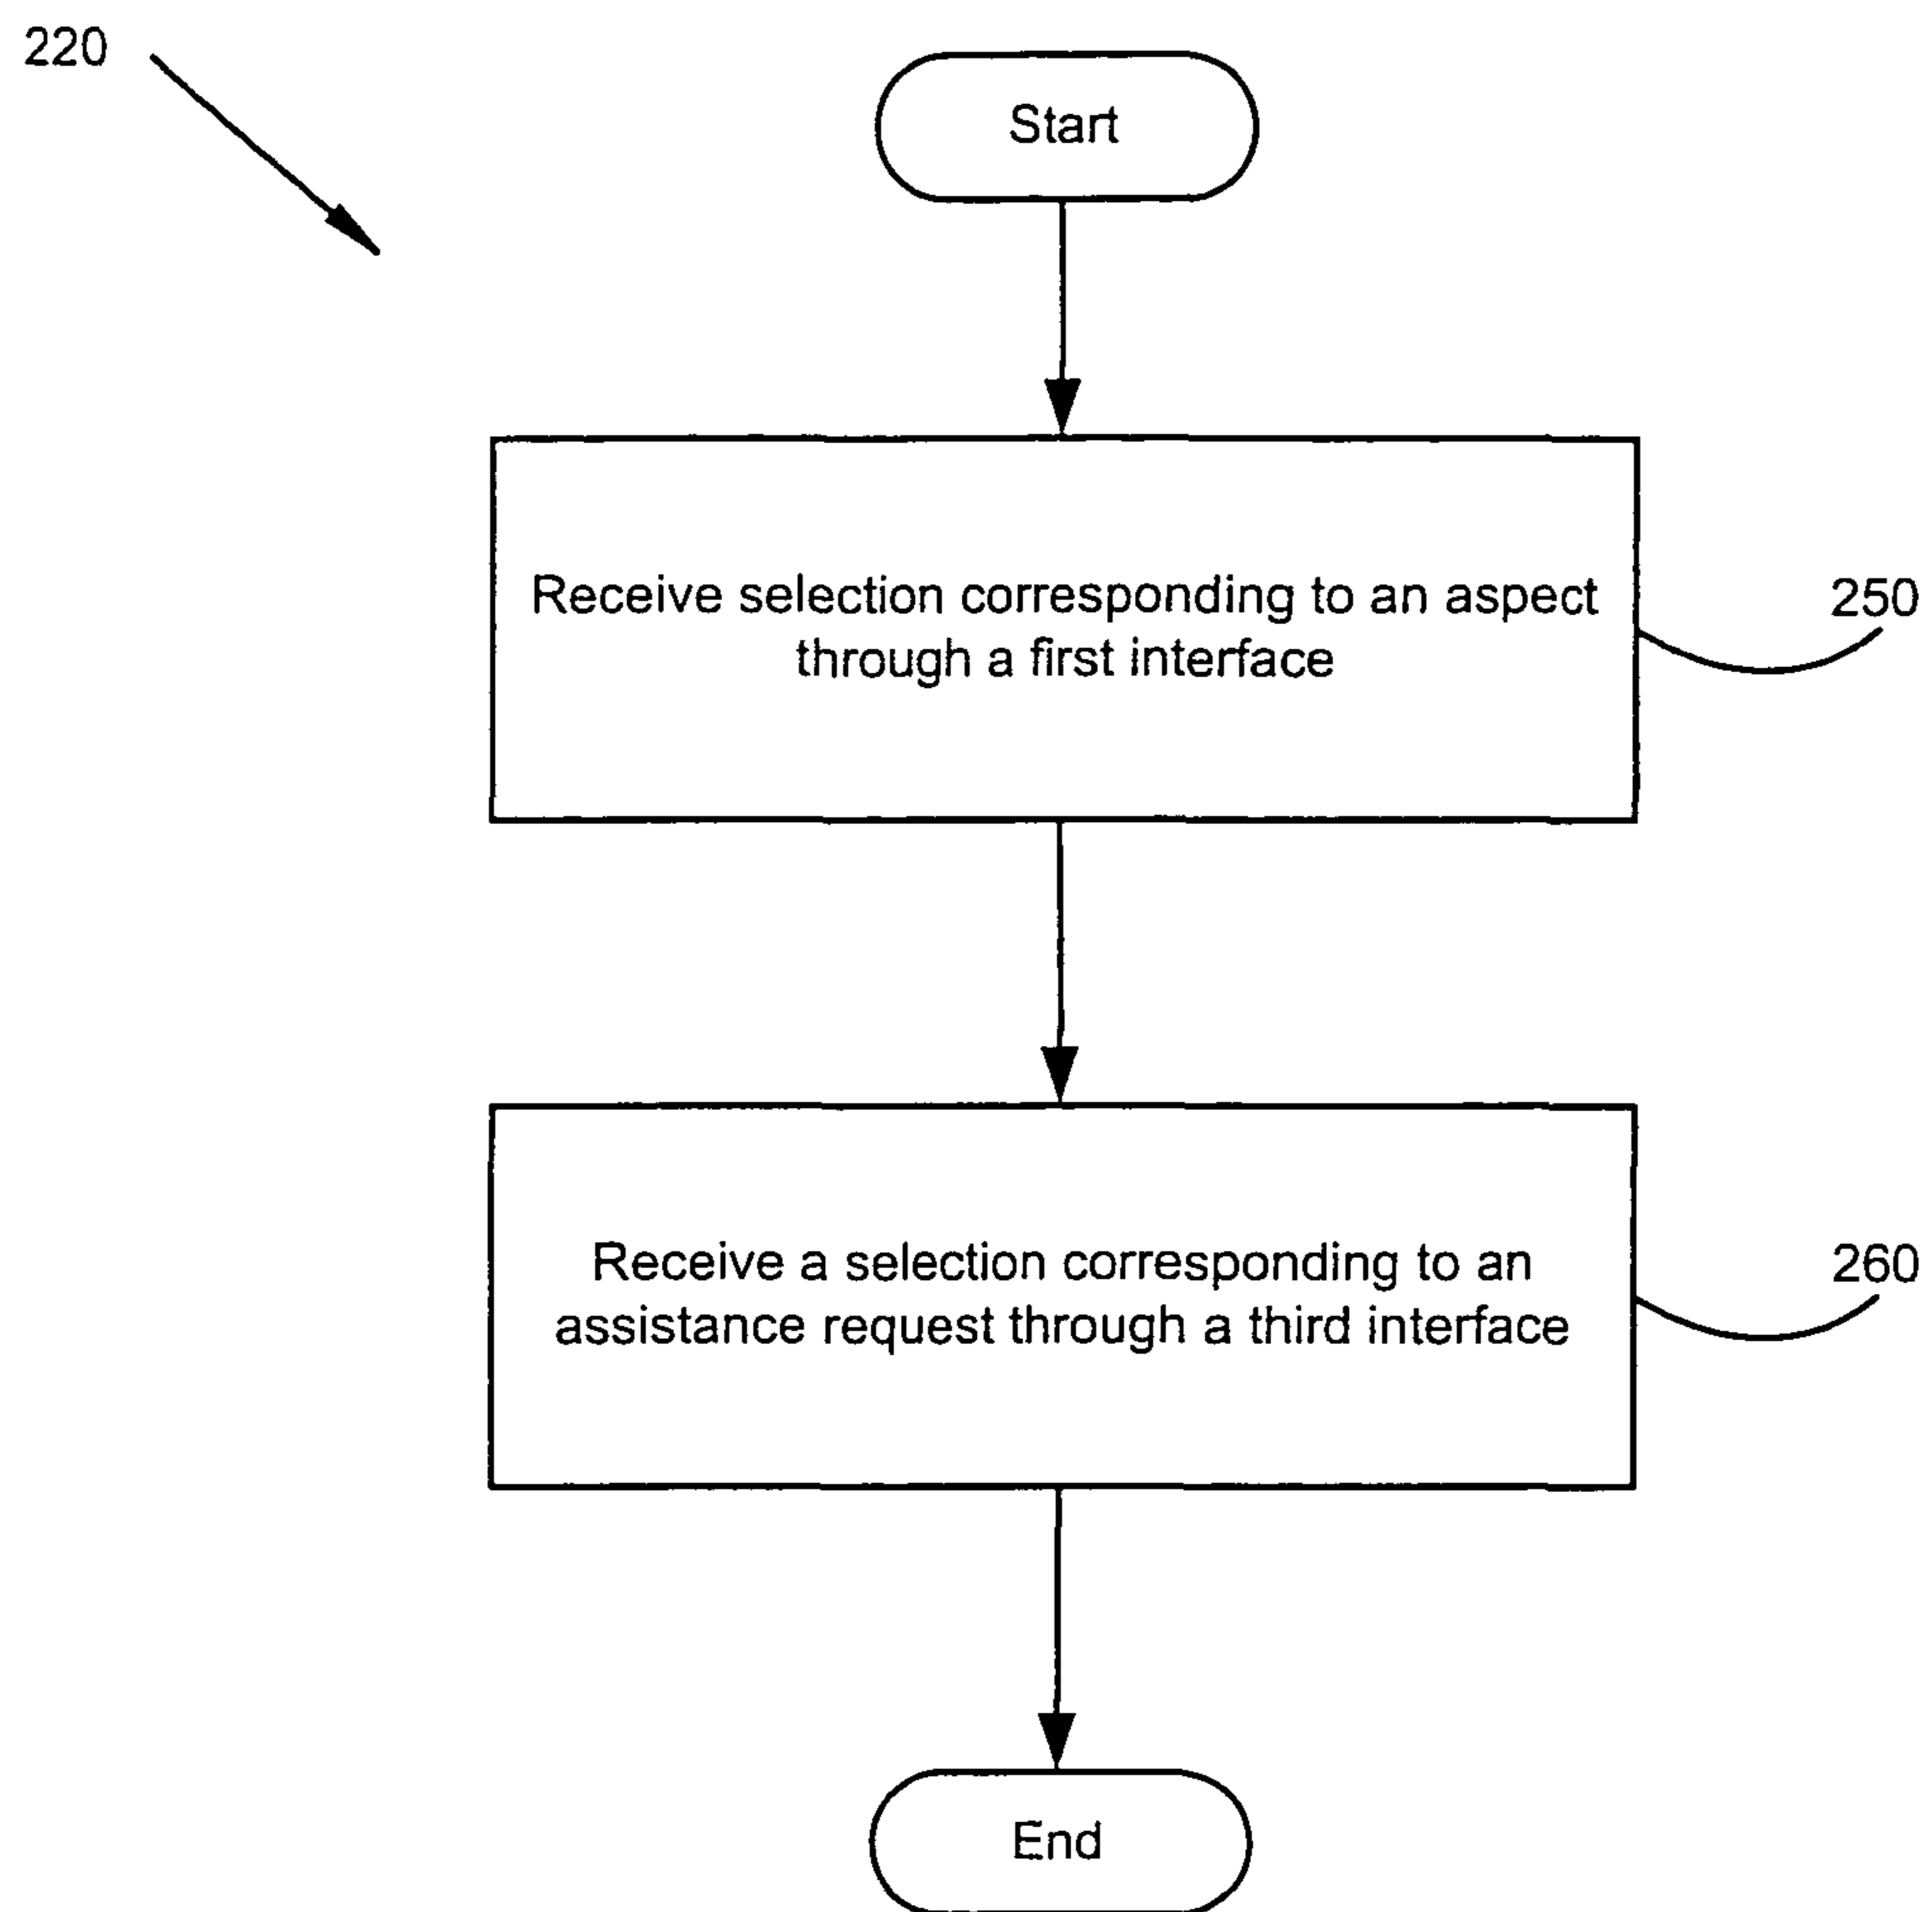 220
Start
Receive selection corresponding to an aspect
through a first interface
250
Receive a selection corresponding to an
assistance request through a third interface
260
End